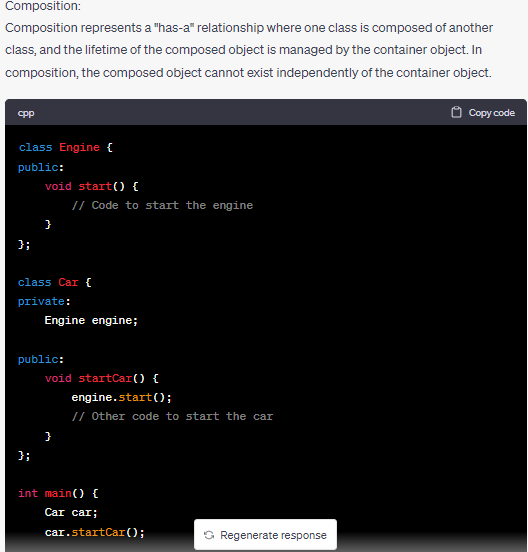 Composition:
Composition represents a "has-a" relationship where one class is composed of another
class, and the lifetime of the composed object is managed by the container object. In
composition, the composed object cannot exist independently of the container object.
cpp
Copy code
class Engine {
public:
    void start() {
        // Code to start the engine
    }
};

class Car {
private:
    Engine engine;

public:
    void startCar() {
        engine.start();
        // Other code to start the car
    }
};

int main() {
    Car car;
    car.startCar();
Regenerate response